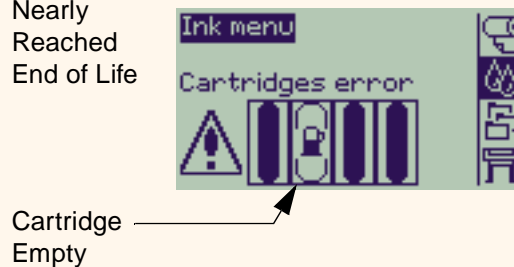 Nearly
Reached
End of Life
Ink menu
Cartridges error
Cartridge
Empty